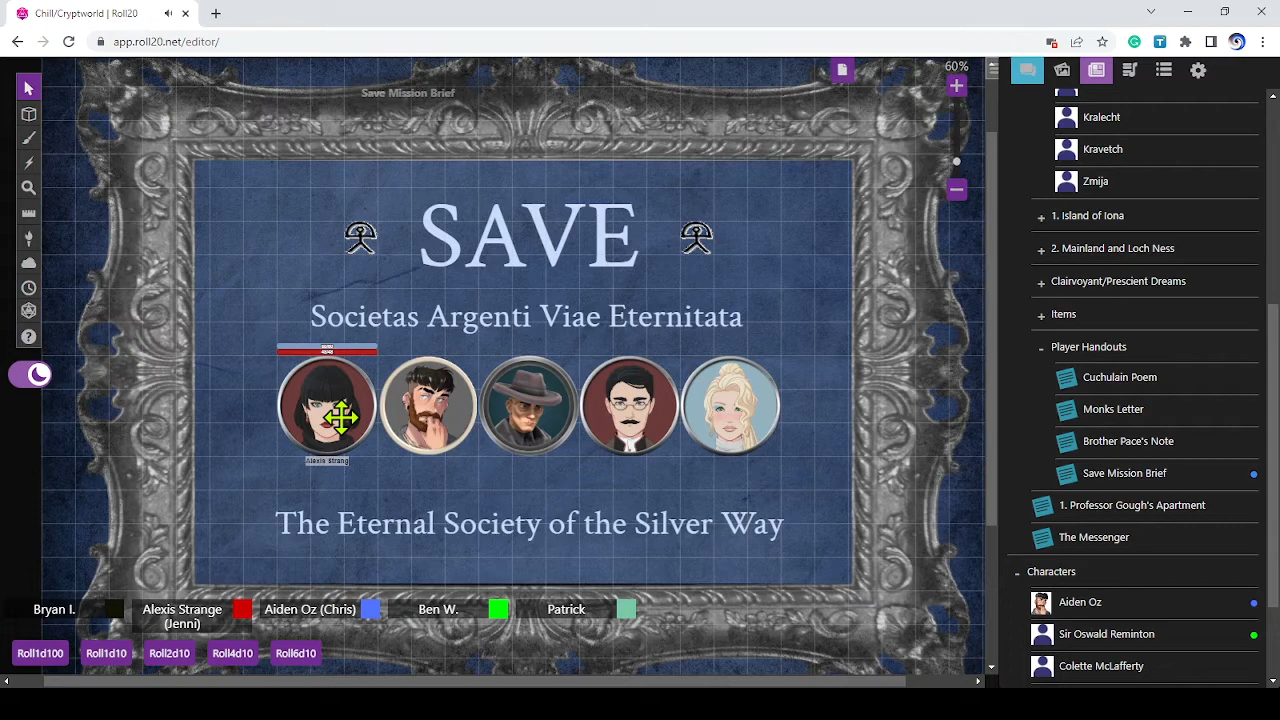 Chill/Cryptworld | Roll20
app.roll20.net/editor/
Save Mission Brief
60%
SAVE
Societas Argenti Viae Eternitata
Alexis Strang
The Eternal Society of the Silver Way
Bryan I.
Alexis Strange
(Jenni)
Aiden Oz (Chris)
Ben W.
Patrick
Roll1d100
Roll1d10
Roll2d10
Roll4d10
Roll6d10
Kralecht
Kravetch
Zmija
1. Island of Iona
2. Mainland and Loch Ness
Clairvoyant/Prescient Dreams
Items
Player Handouts
Cuchulain Poem
Monks Letter
Brother Pace's Note
Save Mission Brief
1. Professor Gough's Apartment
The Messenger
Characters
Aiden Oz
Sir Oswald Reminton
Colette McLafferty